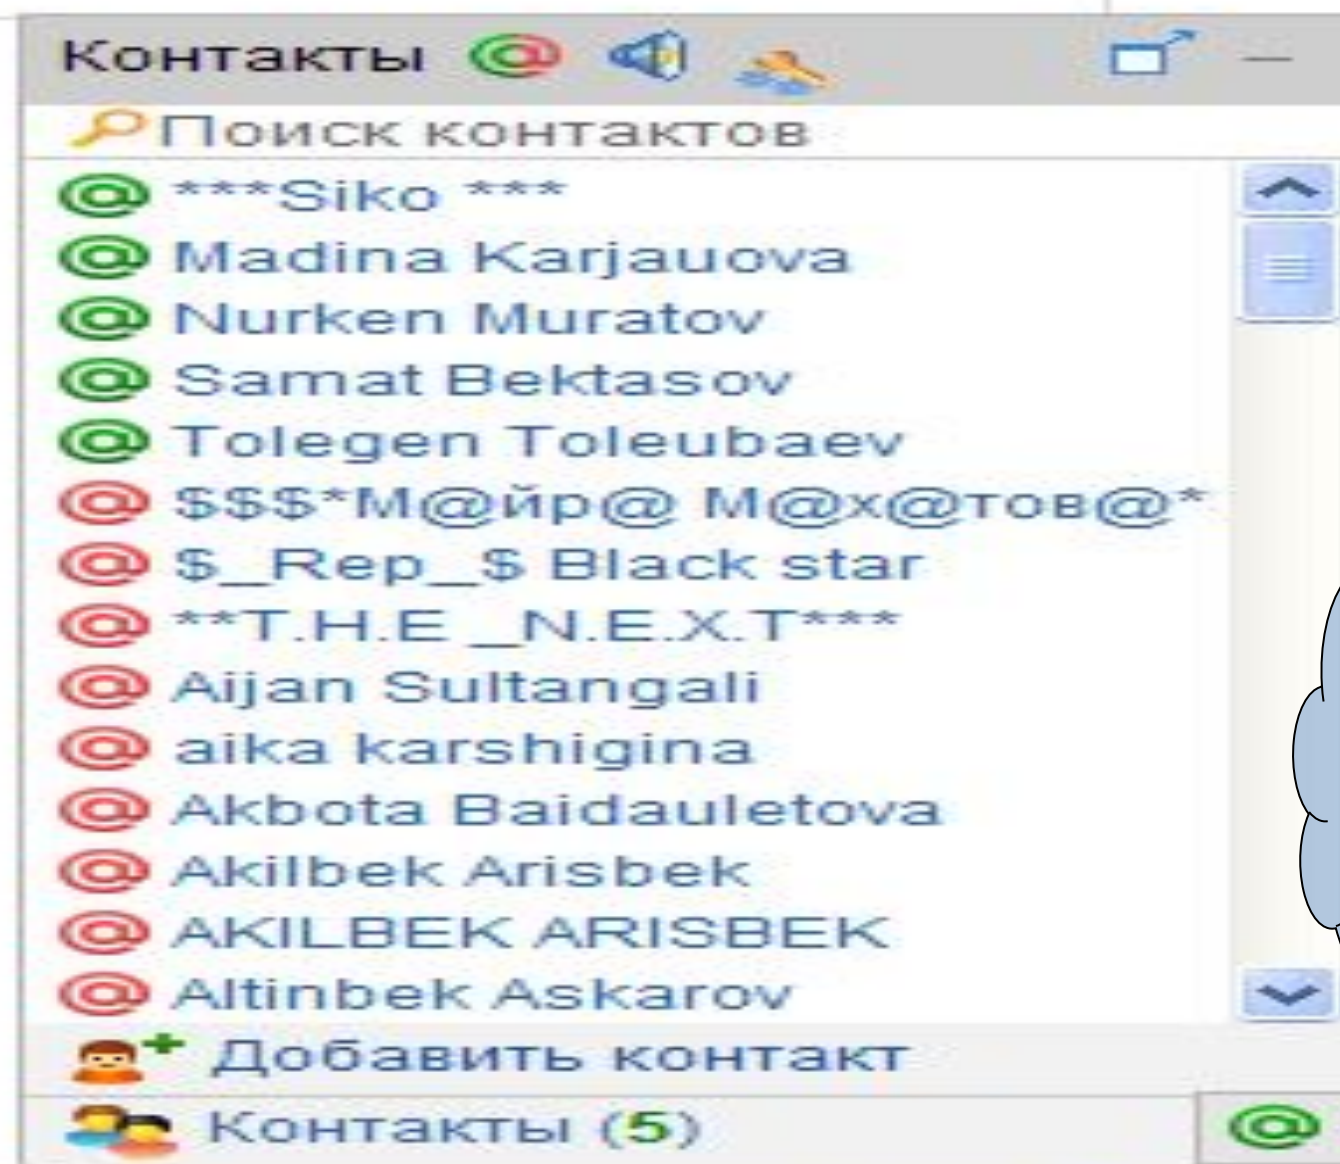 Контакты
Поиск контактов
***Siko ***
Madina Karjauova
Nurken Muratov
Samat Bektasov
Tolegen Toleubaev
$$$*М@йр@ М@х@тов@*
$_Rep_$ Black star
**T.H.E _N.E.X.T***
Aijan Sultangali
aika karshigina
Akbota Baidauletova
Akilbek Arisbek
AKILBEK ARISBEK
Altinbek Askarov
Добавить контакт
Контакты (5)